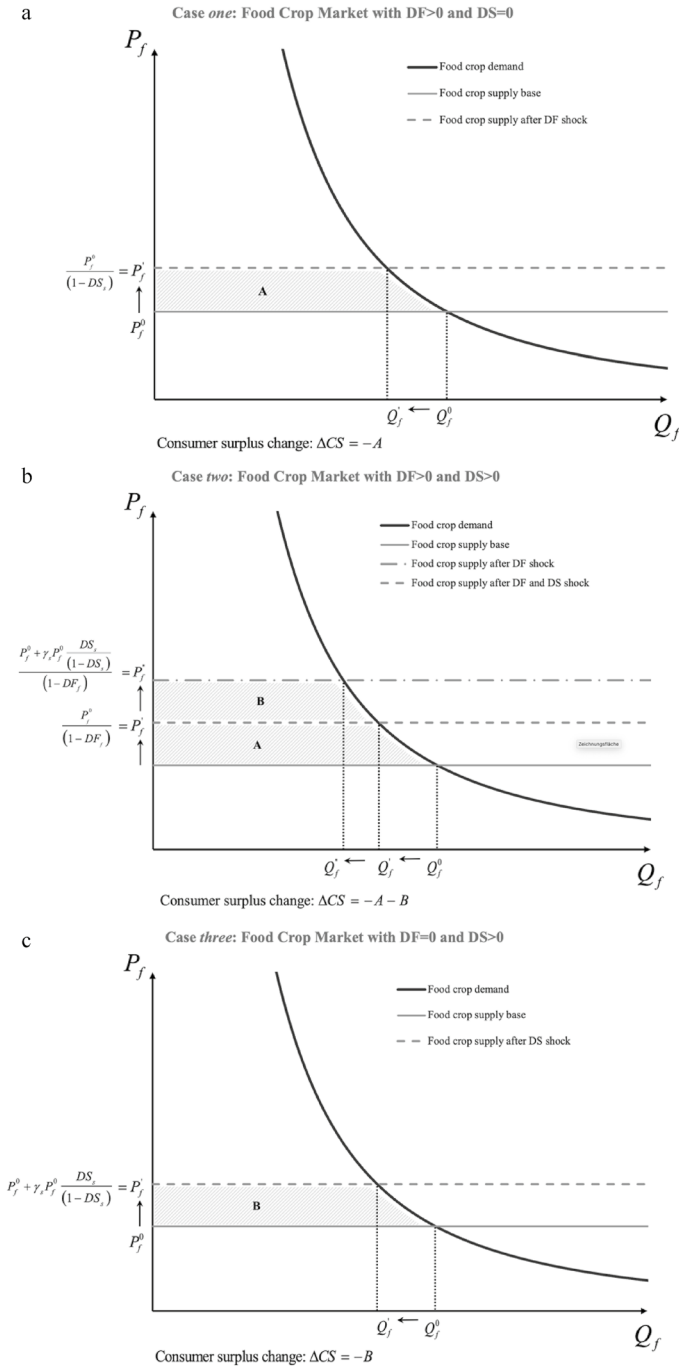 a
Case one: Food Crop Market with DF>0 and DS=0
P_f
Food crop demand
Food crop supply base
Food crop supply after DF shock
P_f^0 / (1 − DS_s) = P_f^'
A
P_f^0
Q_f^' ← Q_f^0
Q_f
Consumer surplus change: ΔCS = −A
b
Case two: Food Crop Market with DF>0 and DS>0
P_f
Food crop demand
Food crop supply base
Food crop supply after DF shock
Food crop supply after DF and DS shock
(P_f^0 + γ_s P_f^0 DS_s / (1 − DS_s)) / (1 − DF_f) = P_f^"
B
P_f^0 / (1 − DF_f) = P_f^'
A
Zeichnungsfläche
Q_f^" ← Q_f^' ← Q_f^0
Q_f
Consumer surplus change: ΔCS = −A − B
c
Case three: Food Crop Market with DF=0 and DS>0
P_f
Food crop demand
Food crop supply base
Food crop supply after DS shock
P_f^0 + γ_s P_f^0 DS_s / (1 − DS_s) = P_f^'
B
P_f^0
Q_f^' ← Q_f^0
Q_f
Consumer surplus change: ΔCS = −B